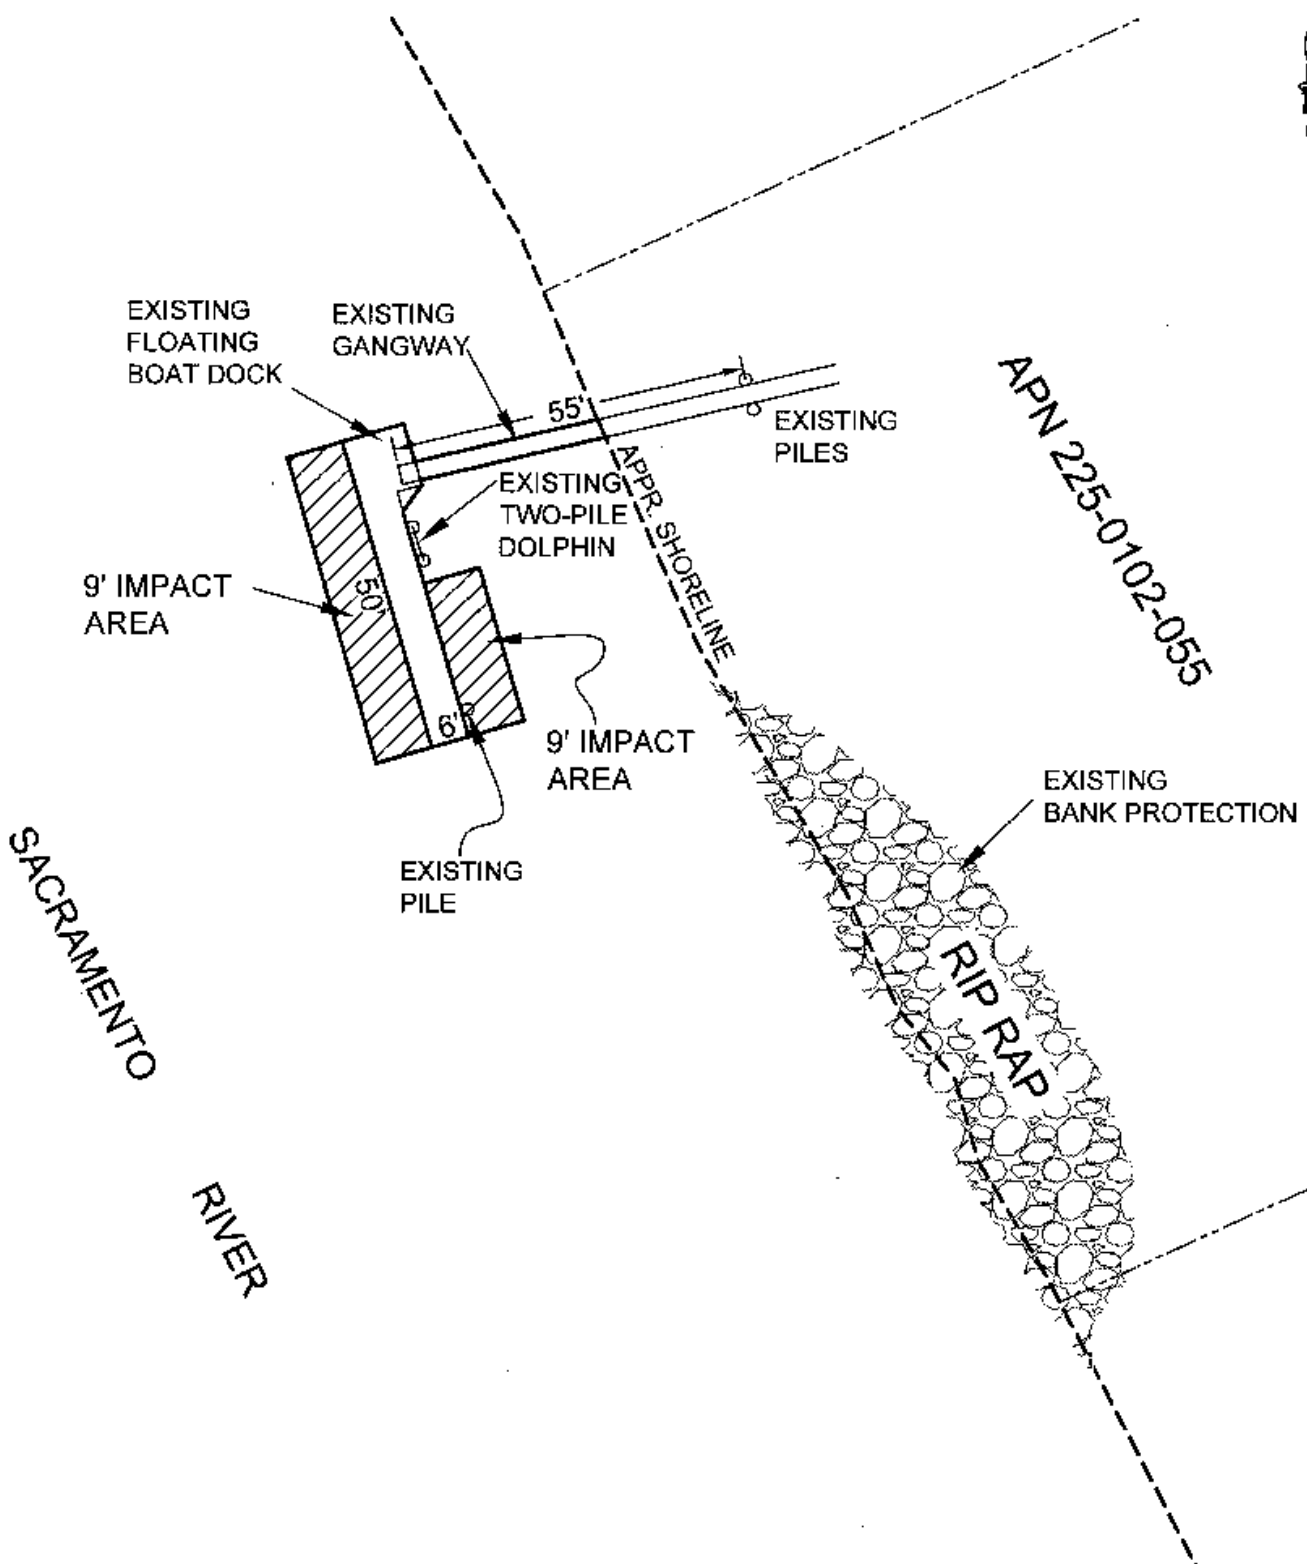 EXISTING
FLOATING
BOAT DOCK
EXISTING
GANGWAY
55'
EXISTING
PILES
APN 225-0102-055
APPR. SHORELINE
EXISTING
TWO-PILE
DOLPHIN
9' IMPACT
AREA
50'
6'
9' IMPACT
AREA
EXISTING
BANK PROTECTION
EXISTING
PILE
SACRAMENTO
RIVER
RIP RAP